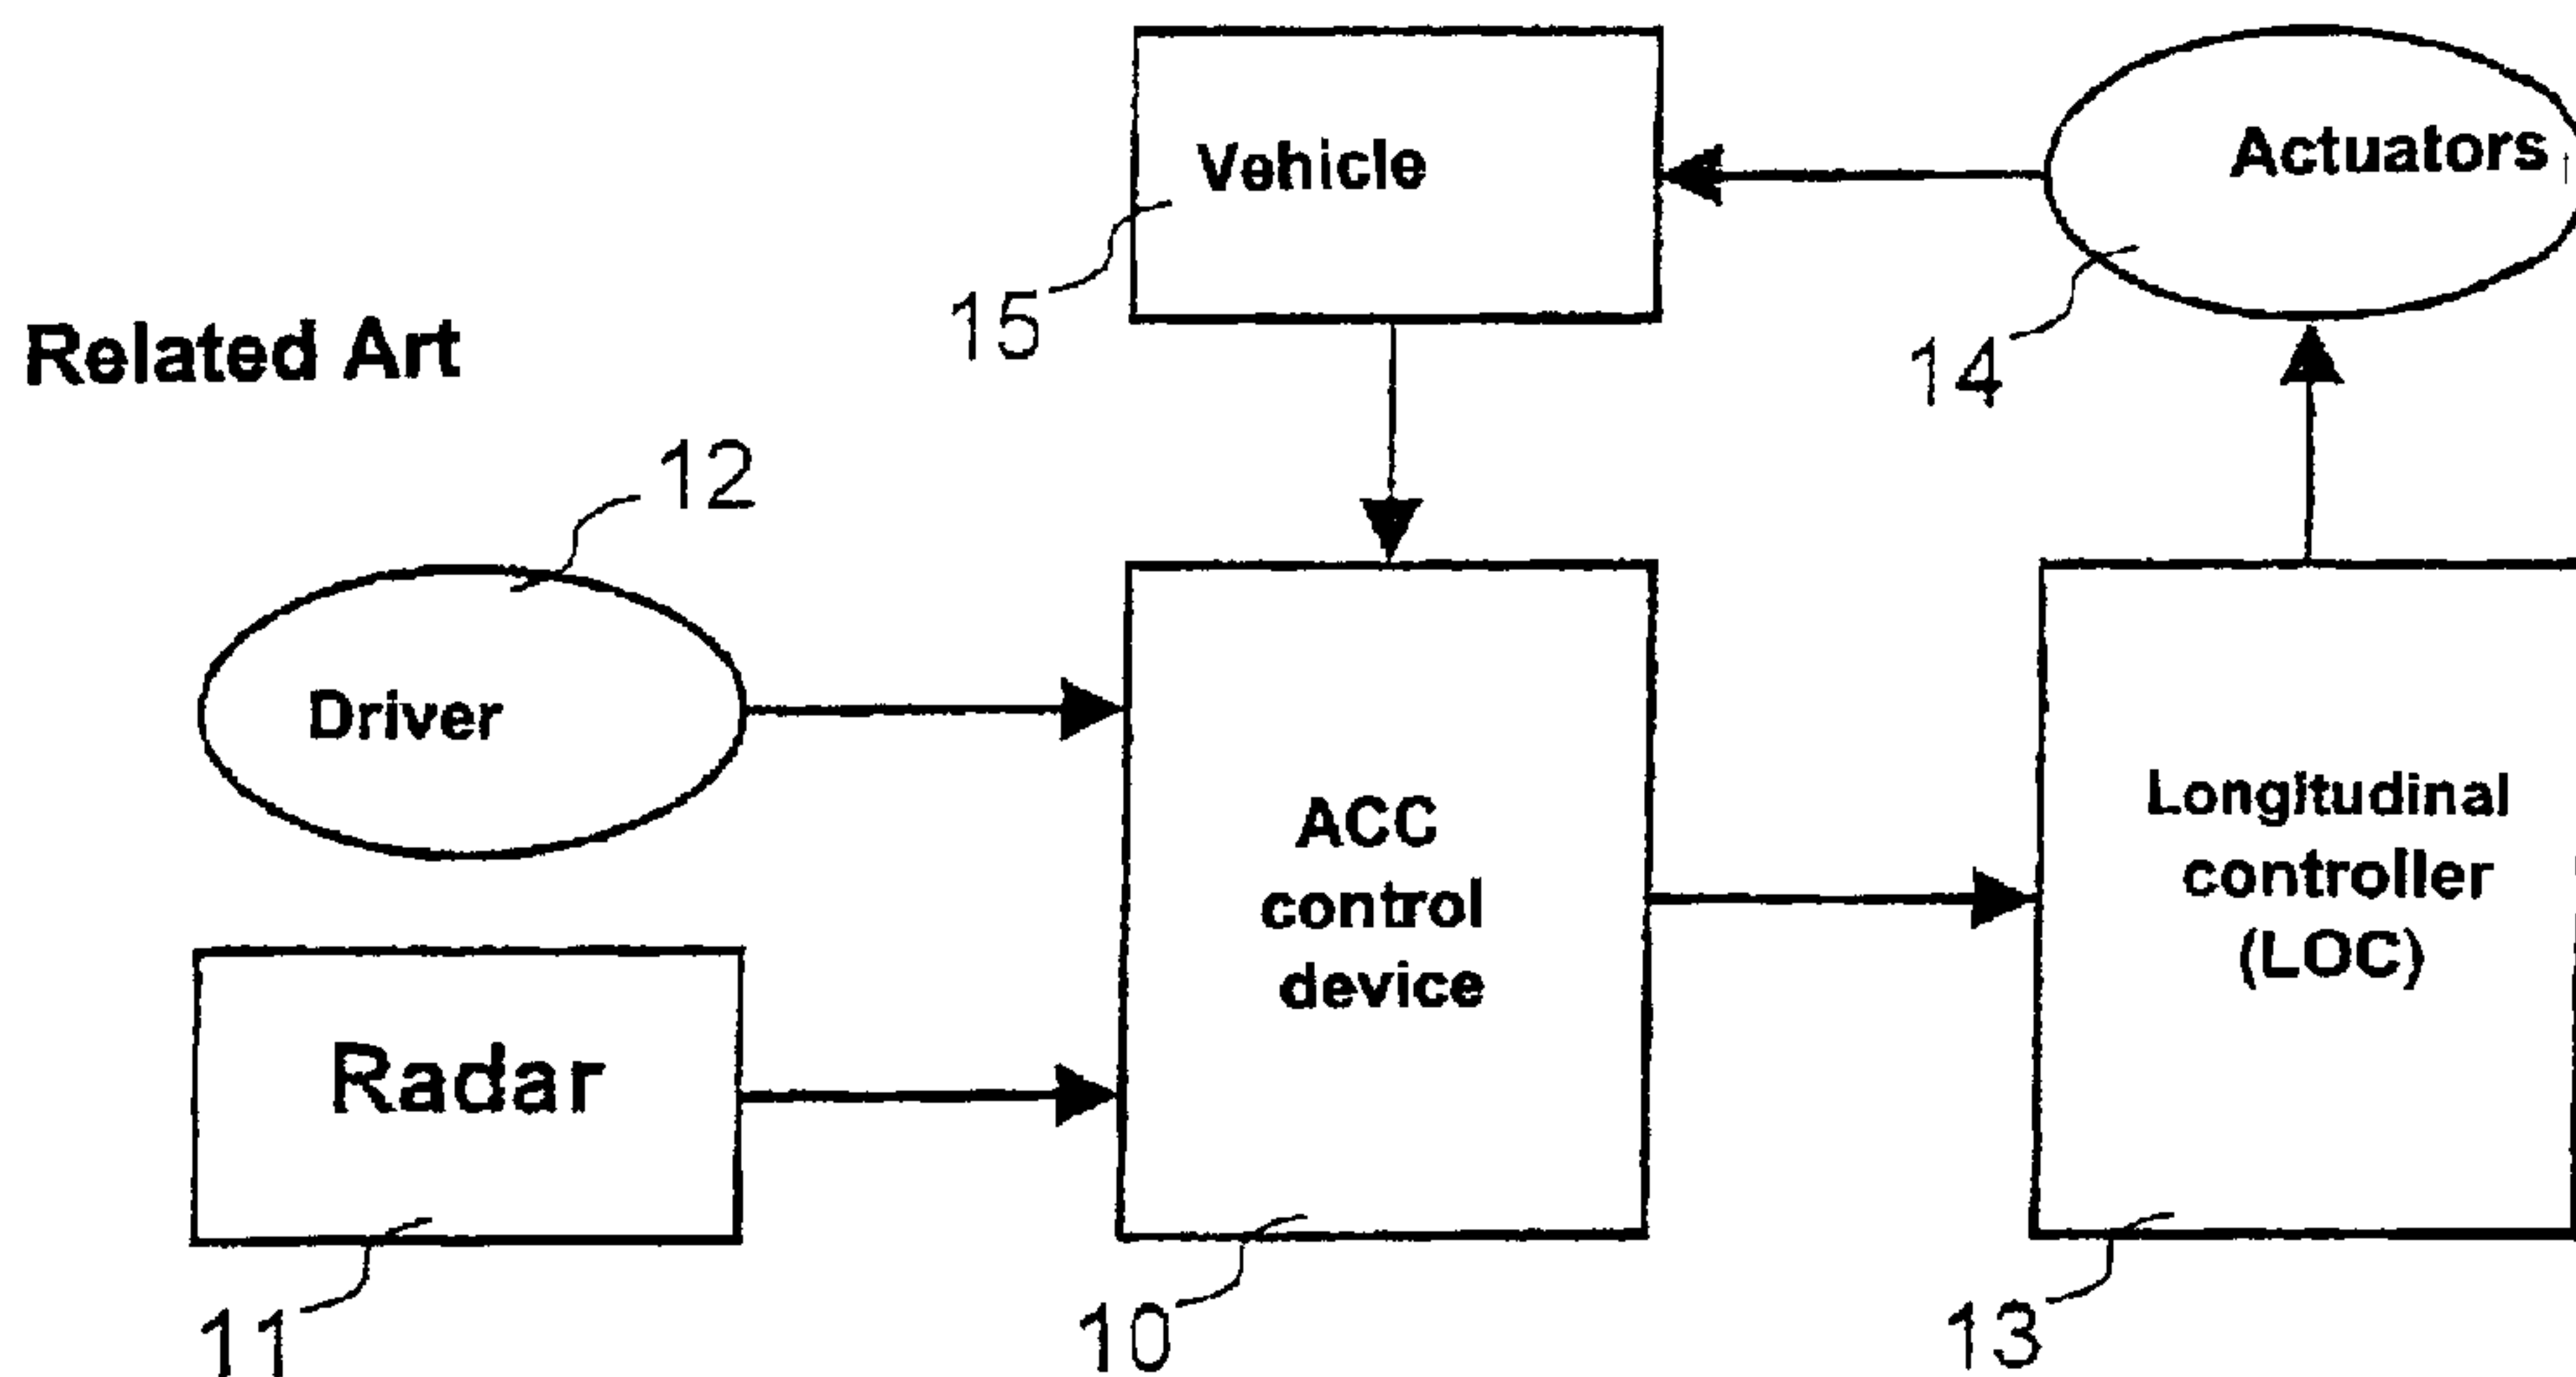 Vehicle
Actuators
15
14
Related Art
12
Driver
ACC
control
device
Longitudinal
controller
(LOC)
Radar
11
10
13